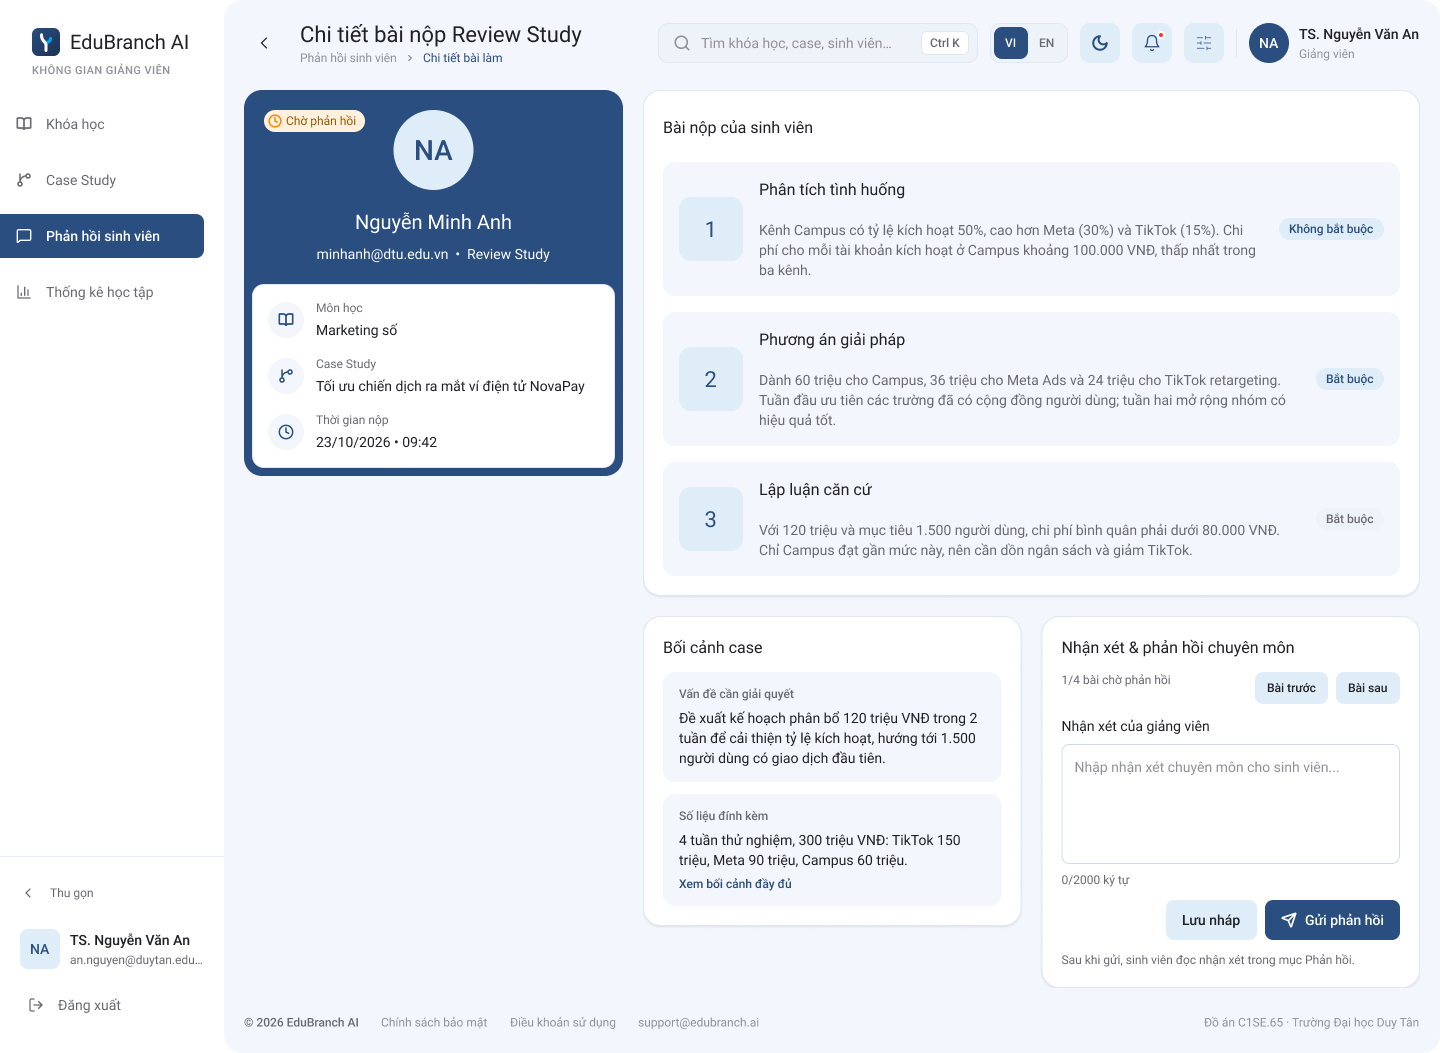 EduBranch AI
KHÔNG GIAN GIẢNG VIÊN
Khóa học
Case Study
Phản hồi sinh viên
Thống kê học tập
Thu gọn
NA
TS. Nguyễn Văn An
an.nguyen@duytan.edu...
Đăng xuất
Chi tiết bài nộp Review Study
Phản hồi sinh viên > Chi tiết bài làm
Tìm khóa học, case, sinh viên...
Ctrl K
VI
EN
NA
TS. Nguyễn Văn An
Giảng viên
Chờ phản hồi
NA
Nguyễn Minh Anh
minhanh@dtu.edu.vn • Review Study
Môn học
Marketing số
Case Study
Tối ưu chiến dịch ra mắt ví điện tử NovaPay
Thời gian nộp
23/10/2026 • 09:42
Bài nộp của sinh viên
1
Phân tích tình huống
Kênh Campus có tỷ lệ kích hoạt 50%, cao hơn Meta (30%) và TikTok (15%). Chi
phí cho mỗi tài khoản kích hoạt ở Campus khoảng 100.000 VNĐ, thấp nhất trong
ba kênh.
Không bắt buộc
2
Phương án giải pháp
Dành 60 triệu cho Campus, 36 triệu cho Meta Ads và 24 triệu cho TikTok retargeting.
Tuần đầu ưu tiên các trường đã có cộng đồng người dùng; tuần hai mở rộng nhóm có
hiệu quả tốt.
Bắt buộc
3
Lập luận căn cứ
Với 120 triệu và mục tiêu 1.500 người dùng, chi phí bình quân phải dưới 80.000 VNĐ.
Chỉ Campus đạt gần mức này, nên cần dồn ngân sách và giảm TikTok.
Bắt buộc
Bối cảnh case
Vấn đề cần giải quyết
Đề xuất kế hoạch phân bổ 120 triệu VNĐ trong 2
tuần để cải thiện tỷ lệ kích hoạt, hướng tới 1.500
người dùng có giao dịch đầu tiên.
Số liệu đính kèm
4 tuần thử nghiệm, 300 triệu VNĐ: TikTok 150
triệu, Meta 90 triệu, Campus 60 triệu.
Xem bối cảnh đầy đủ
Nhận xét & phản hồi chuyên môn
1/4 bài chờ phản hồi
Bài trước
Bài sau
Nhận xét của giảng viên
Nhập nhận xét chuyên môn cho sinh viên...
0/2000 ký tự
Lưu nháp
Gửi phản hồi
Sau khi gửi, sinh viên đọc nhận xét trong mục Phản hồi.
© 2026 EduBranch AI
Chính sách bảo mật
Điều khoản sử dụng
support@edubranch.ai
Đồ án C1SE.65 · Trường Đại học Duy Tân